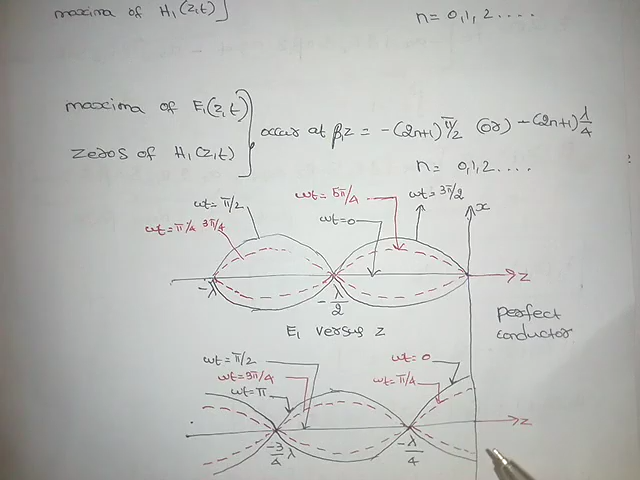 maxima of H₁(z,t)]
n = 0,1,2....
maxima of E₁(z,t)
zeros of H₁(z,t)
occur at β₁z = -(2n+1)π/2 (or) -(2n+1)λ/4
n = 0,1,2....
ωt = π/2
ωt = π/4 3π/4
ωt = 5π/4
ωt = 3π/2
ωt = 0
x
z
-λ
-λ/2
E₁ versus z
perfect
conductor
ωt = π/2
ωt = 3π/4
ωt = π
ωt = 0
ωt = π/4
z
-3/4 λ
-λ/4